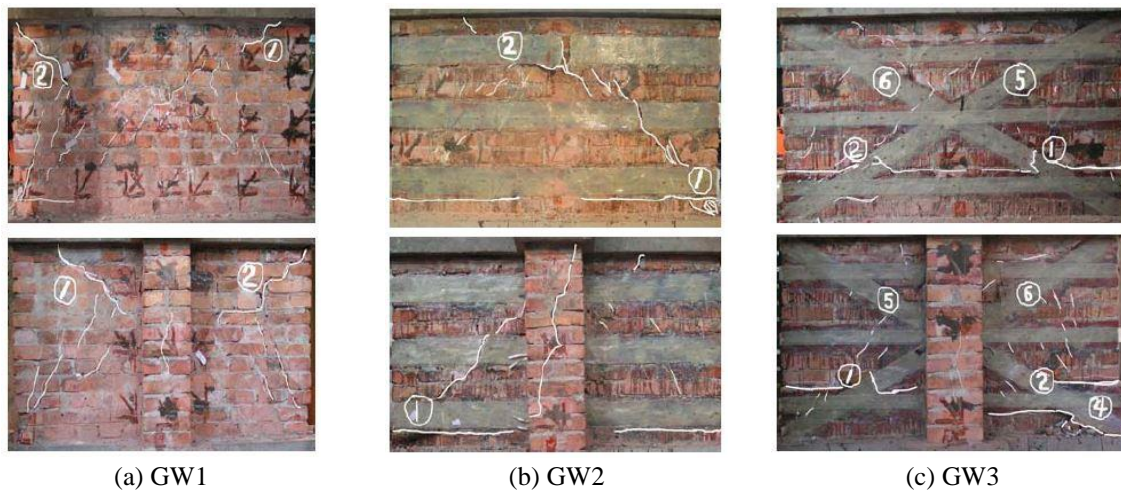 ① ②
② ⑤ ⑥
② ①
①
① ②
⑤ ⑥
① ① ②
④
(a) GW1 (b) GW2 (c) GW3